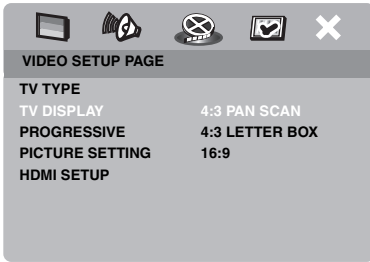 VIDEO SETUP PAGE
TV TYPE
TV DISPLAY 4:3 PAN SCAN
PROGRESSIVE 4:3 LETTER BOX
PICTURE SETTING 16:9
HDMI SETUP